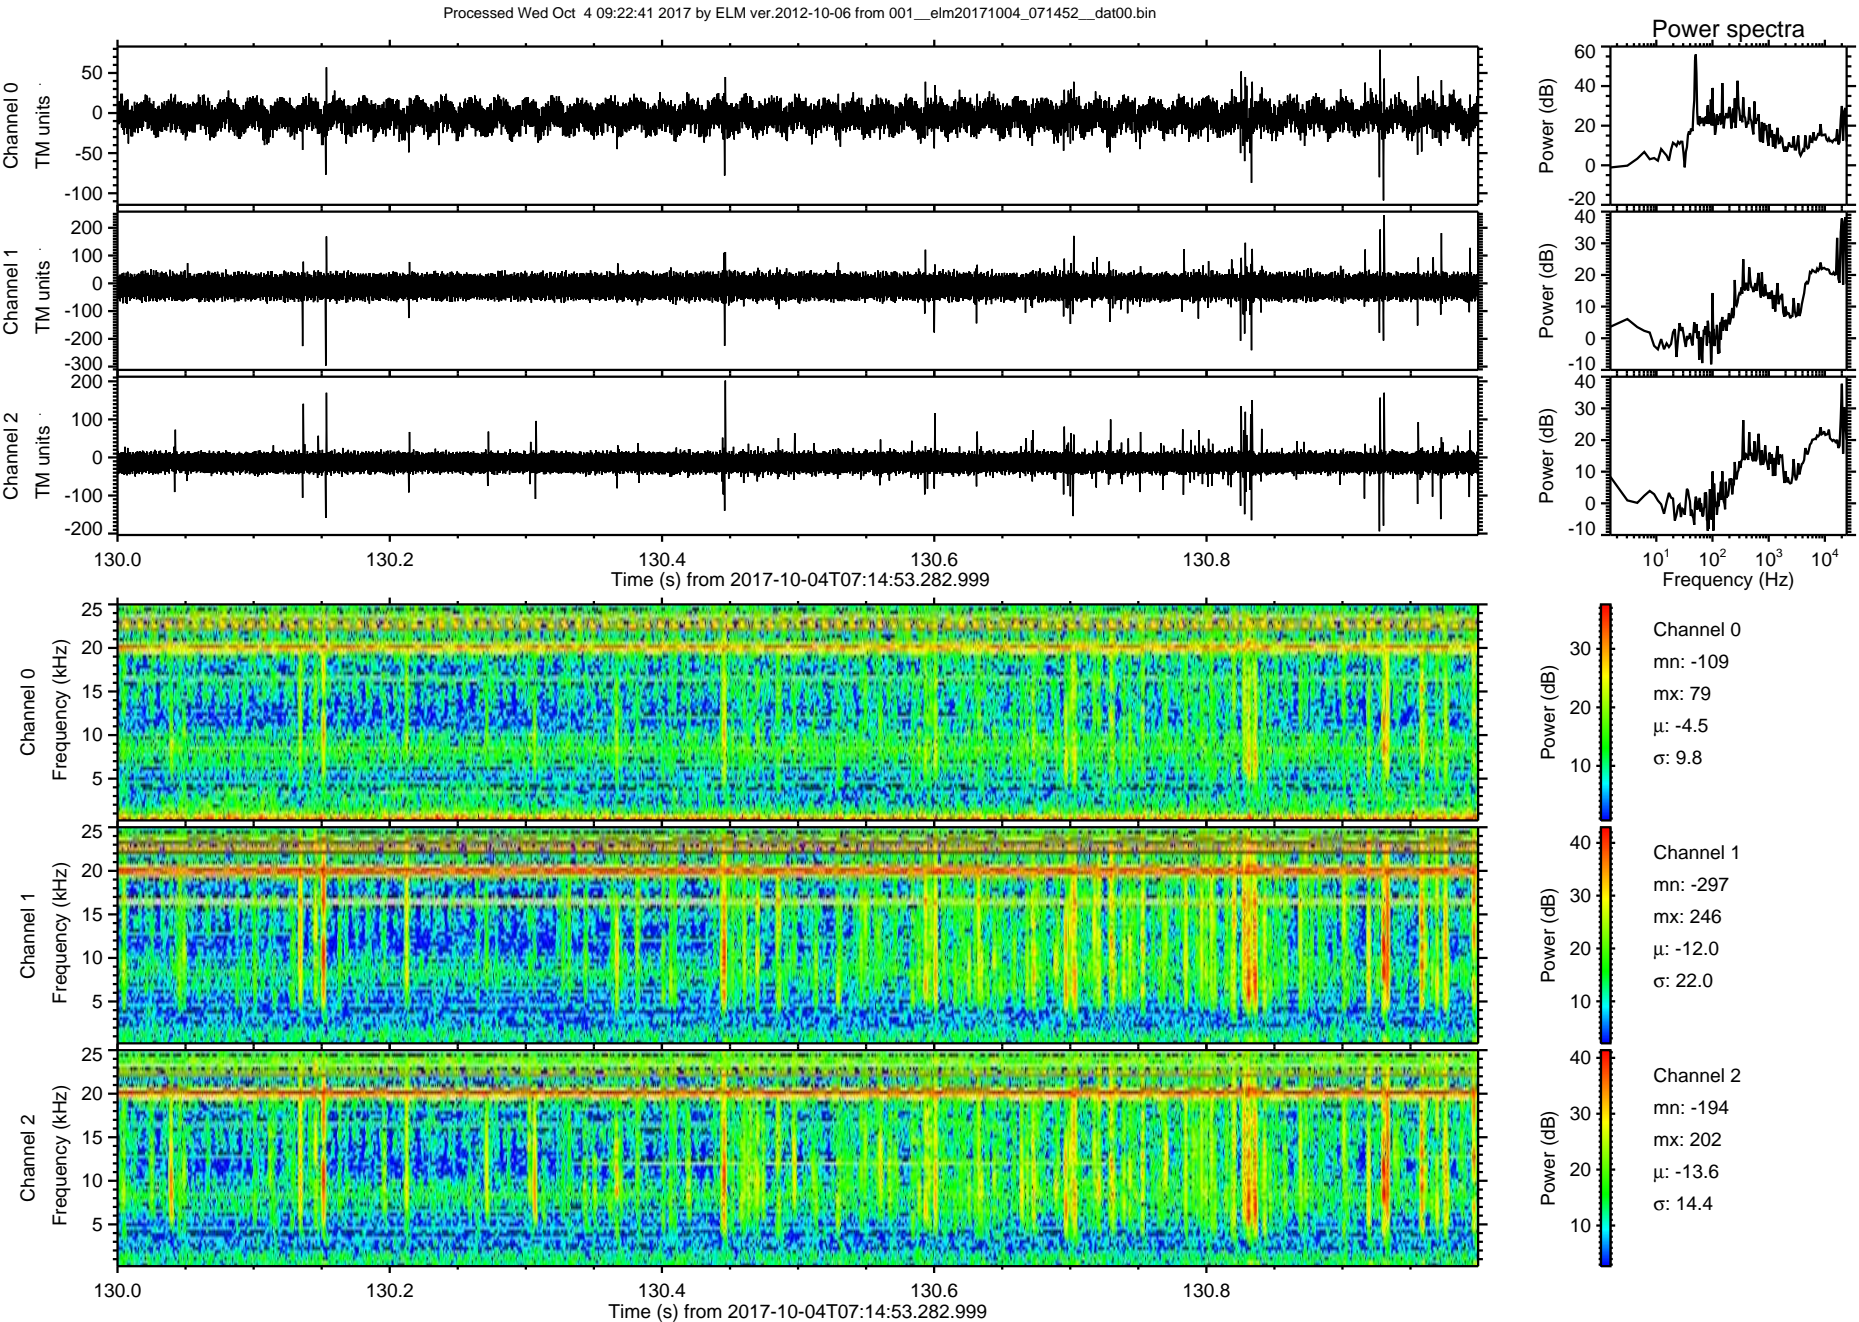 Processed Wed Oct 4 09:22:41 2017 by ELM ver.2012-10-06 from 001__elm20171004_071452__dat00.bin
Power spectra
Channel 0
TM units
50
0
-50
-100
Power (dB)
60
40
20
0
-20
Channel 1
TM units
200
100
0
-100
-200
-300
Power (dB)
40
30
20
10
0
-10
Channel 2
TM units
200
100
0
-100
-200
Power (dB)
40
30
20
10
0
-10
130.0 130.2 130.4 130.6 130.8
Time (s) from 2017-10-04T07:14:53.282.999
10¹ 10² 10³ 10⁴
Frequency (Hz)
Channel 0
Frequency (kHz)
25
20
15
10
5
Power (dB)
30
20
10
Channel 0
mn: -109
mx: 79
µ: -4.5
σ: 9.8
Channel 1
Frequency (kHz)
25
20
15
10
5
Power (dB)
40
30
20
10
Channel 1
mn: -297
mx: 246
µ: -12.0
σ: 22.0
Channel 2
Frequency (kHz)
25
20
15
10
5
Power (dB)
40
30
20
10
Channel 2
mn: -194
mx: 202
µ: -13.6
σ: 14.4
130.0 130.2 130.4 130.6 130.8
Time (s) from 2017-10-04T07:14:53.282.999